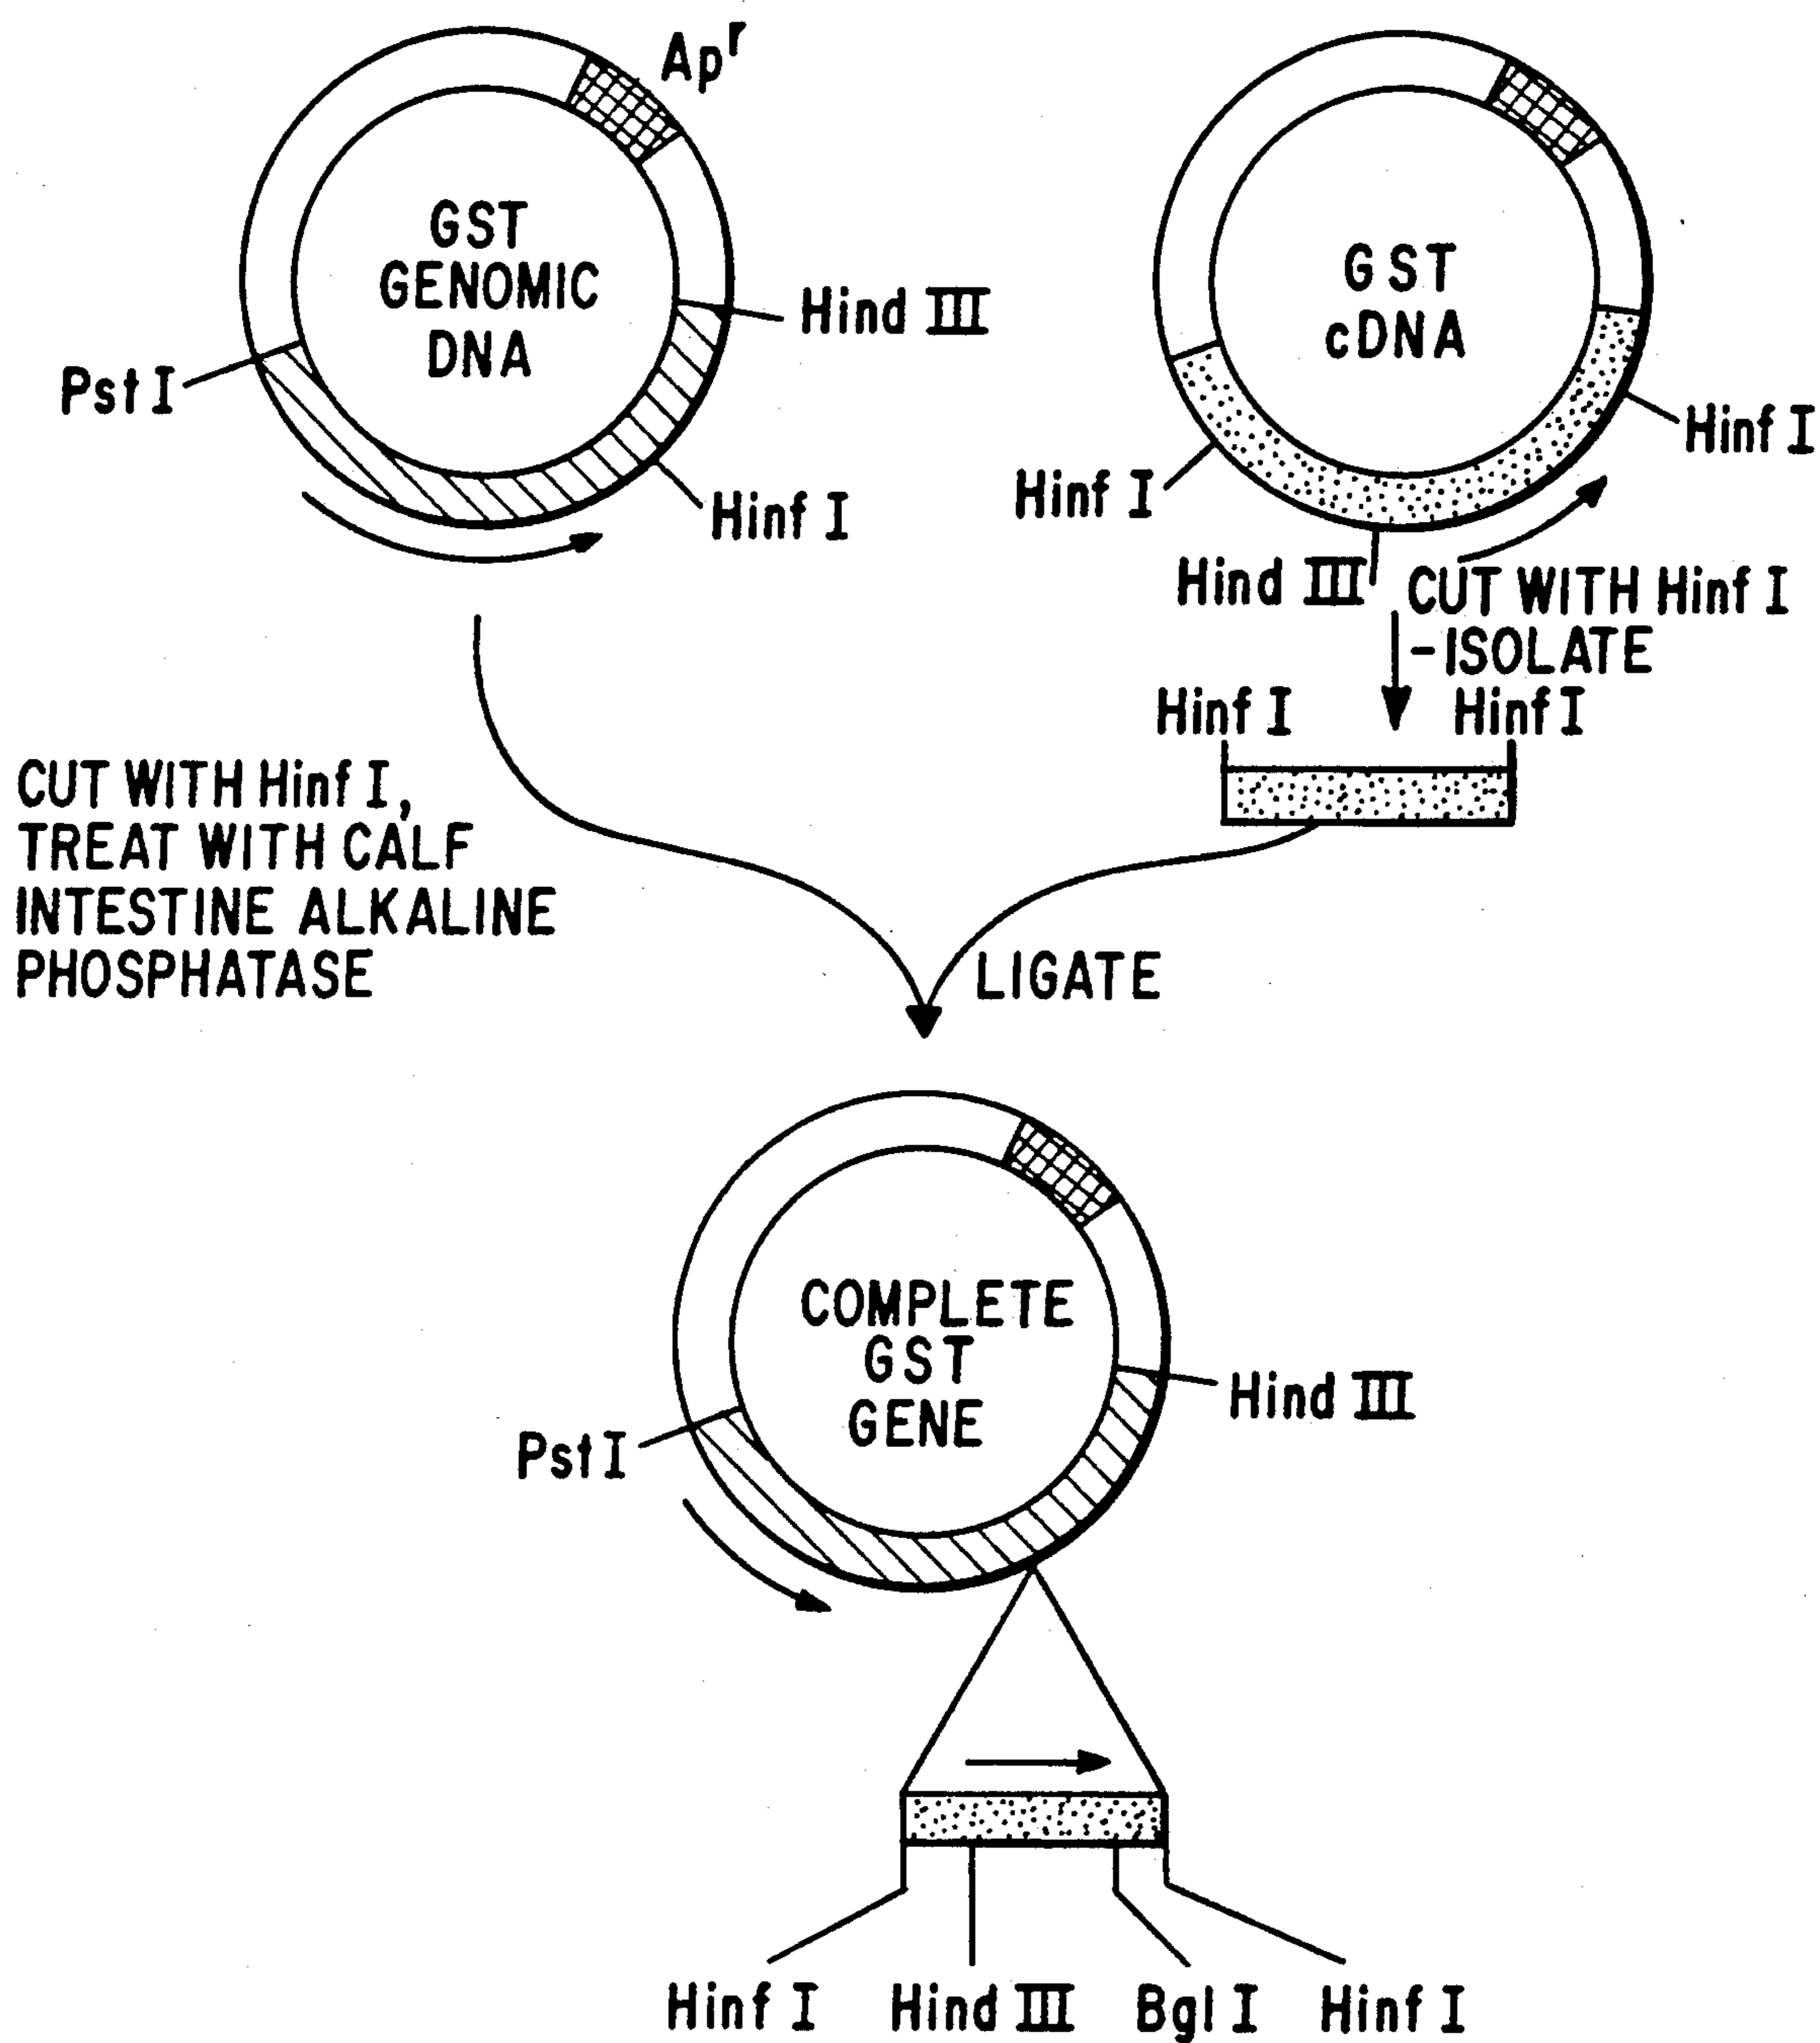 Apʳ
GST
GENOMIC
DNA
Hind III
Pst I
Hinf I
GST
cDNA
Hinf I
Hinf I
Hind III
CUT WITH Hinf I
-ISOLATE
Hinf I
Hinf I
CUT WITH Hinf I,
TREAT WITH CALF
INTESTINE ALKALINE
PHOSPHATASE
LIGATE
COMPLETE
GST
GENE
Hind III
Pst I
Hinf I
Hind III
Bgl I
Hinf I